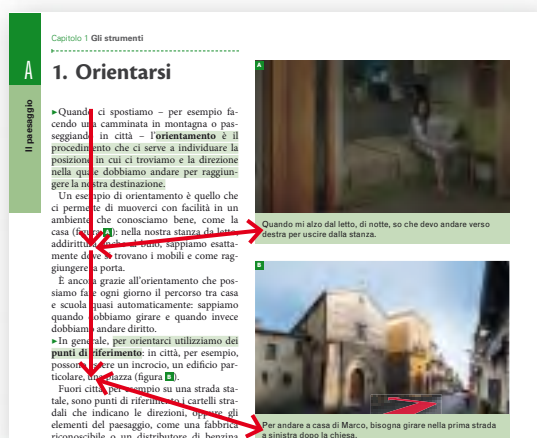 Capitolo 1 Gli strumenti
A
Il paesaggio
1. Orientarsi
►Quando ci spostiamo – per esempio fa-
cendo una camminata in montagna o pas-
seggiando in città – l'orientamento è il
procedimento che ci serve a individuare la
posizione in cui ci troviamo e la direzione
nella quale dobbiamo andare per raggiun-
gere la nostra destinazione.
Un esempio di orientamento è quello che
ci permette di muoverci con facilità in un
ambiente che conosciamo bene, come la
casa (figura A): nella nostra stanza da letto,
addirittura anche al buio, sappiamo esatta-
mente dove si trovano i mobili e come rag-
giungere la porta.
È ancora grazie all'orientamento che pos-
siamo fare ogni giorno il percorso tra casa
e scuola quasi automaticamente: sappiamo
quando dobbiamo girare e quando invece
dobbiamo andare diritto.
►In generale, per orientarci utilizziamo dei
punti di riferimento: in città, per esempio,
possono essere un incrocio, un edificio par-
ticolare, una piazza (figura B).
Fuori città, per esempio su una strada sta-
tale, sono punti di riferimento i cartelli stra-
dali che indicano le direzioni, oppure gli
elementi del paesaggio, come una fabbrica
riconoscibile o un distributore di benzina
A
Quando mi alzo dal letto, di notte, so che devo andare verso
destra per uscire dalla stanza.
B
Per andare a casa di Marco, bisogna girare nella prima strada
a sinistra dopo la chiesa.